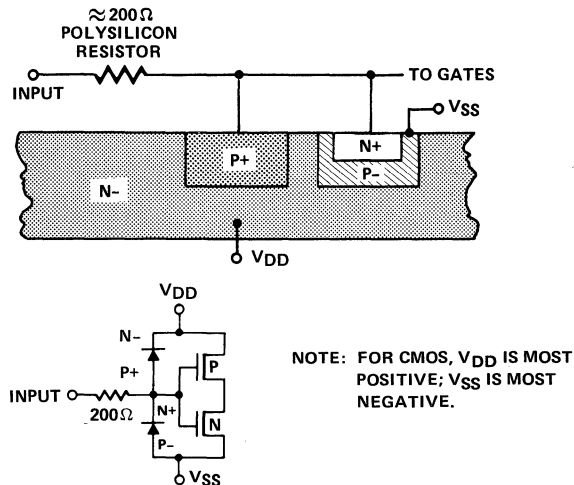 ≈200Ω
POLYSILICON
RESISTOR
INPUT
TO GATES
VSS
N+
P+
P–
N–
VDD
VDD
N–
P+
P
INPUT
200Ω
N+
N
P–
VSS
NOTE: FOR CMOS, VDD IS MOST
POSITIVE; VSS IS MOST
NEGATIVE.